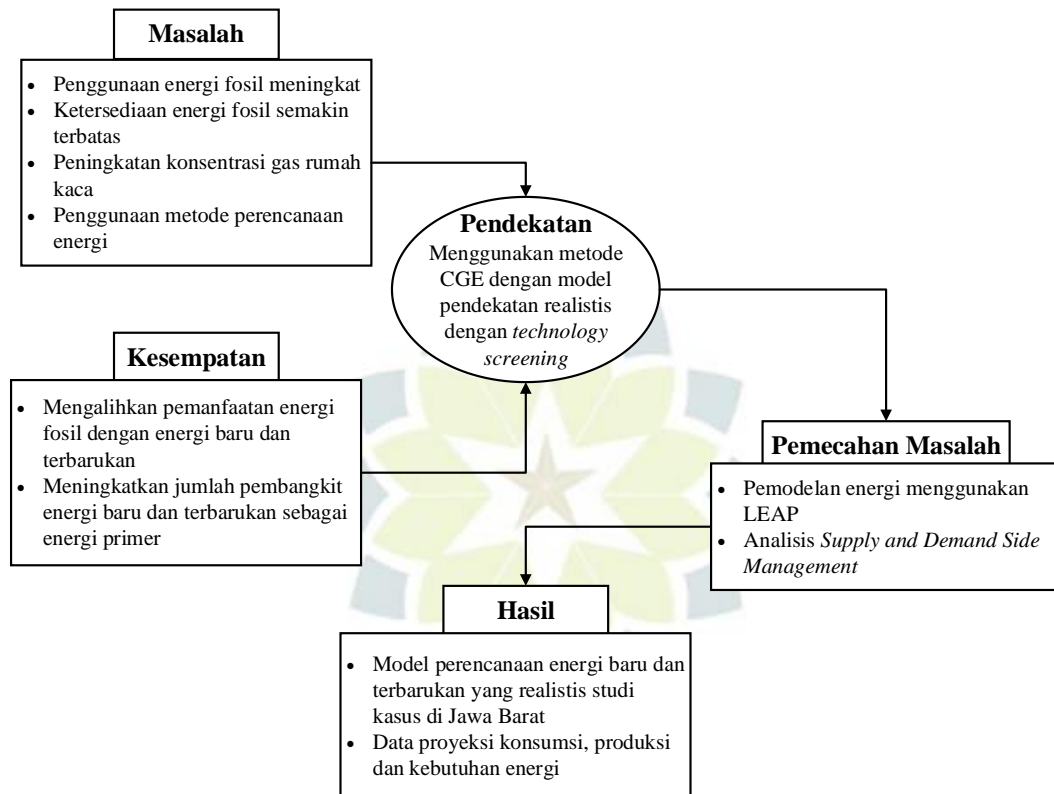 Masalah
• Penggunaan energi fosil meningkat
• Ketersediaan energi fosil semakin
terbatas
• Peningkatan konsentrasi gas rumah
kaca
• Penggunaan metode perencanaan
energi
Pendekatan
Menggunakan metode
CGE dengan model
pendekatan realistis
dengan technology
screening
Kesempatan
• Mengalihkan pemanfaatan energi
fosil dengan energi baru dan
terbarukan
• Meningkatkan jumlah pembangkit
energi baru dan terbarukan sebagai
energi primer
Pemecahan Masalah
• Pemodelan energi menggunakan
LEAP
• Analisis Supply and Demand Side
Management
Hasil
• Model perencanaan energi baru dan
terbarukan yang realistis studi
kasus di Jawa Barat
• Data proyeksi konsumsi, produksi
dan kebutuhan energi